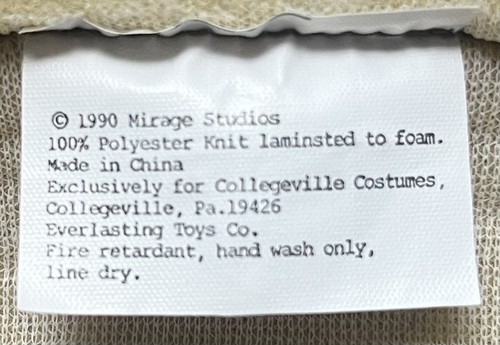 © 1990 Mirage Studios
100% Polyester Knit laminsted to foam.
Made in China
Exclusively for Collegeville Costumes,
Collegeville, Pa.19426
Everlasting Toys Co.
Fire retardant, hand wash only,
line dry.